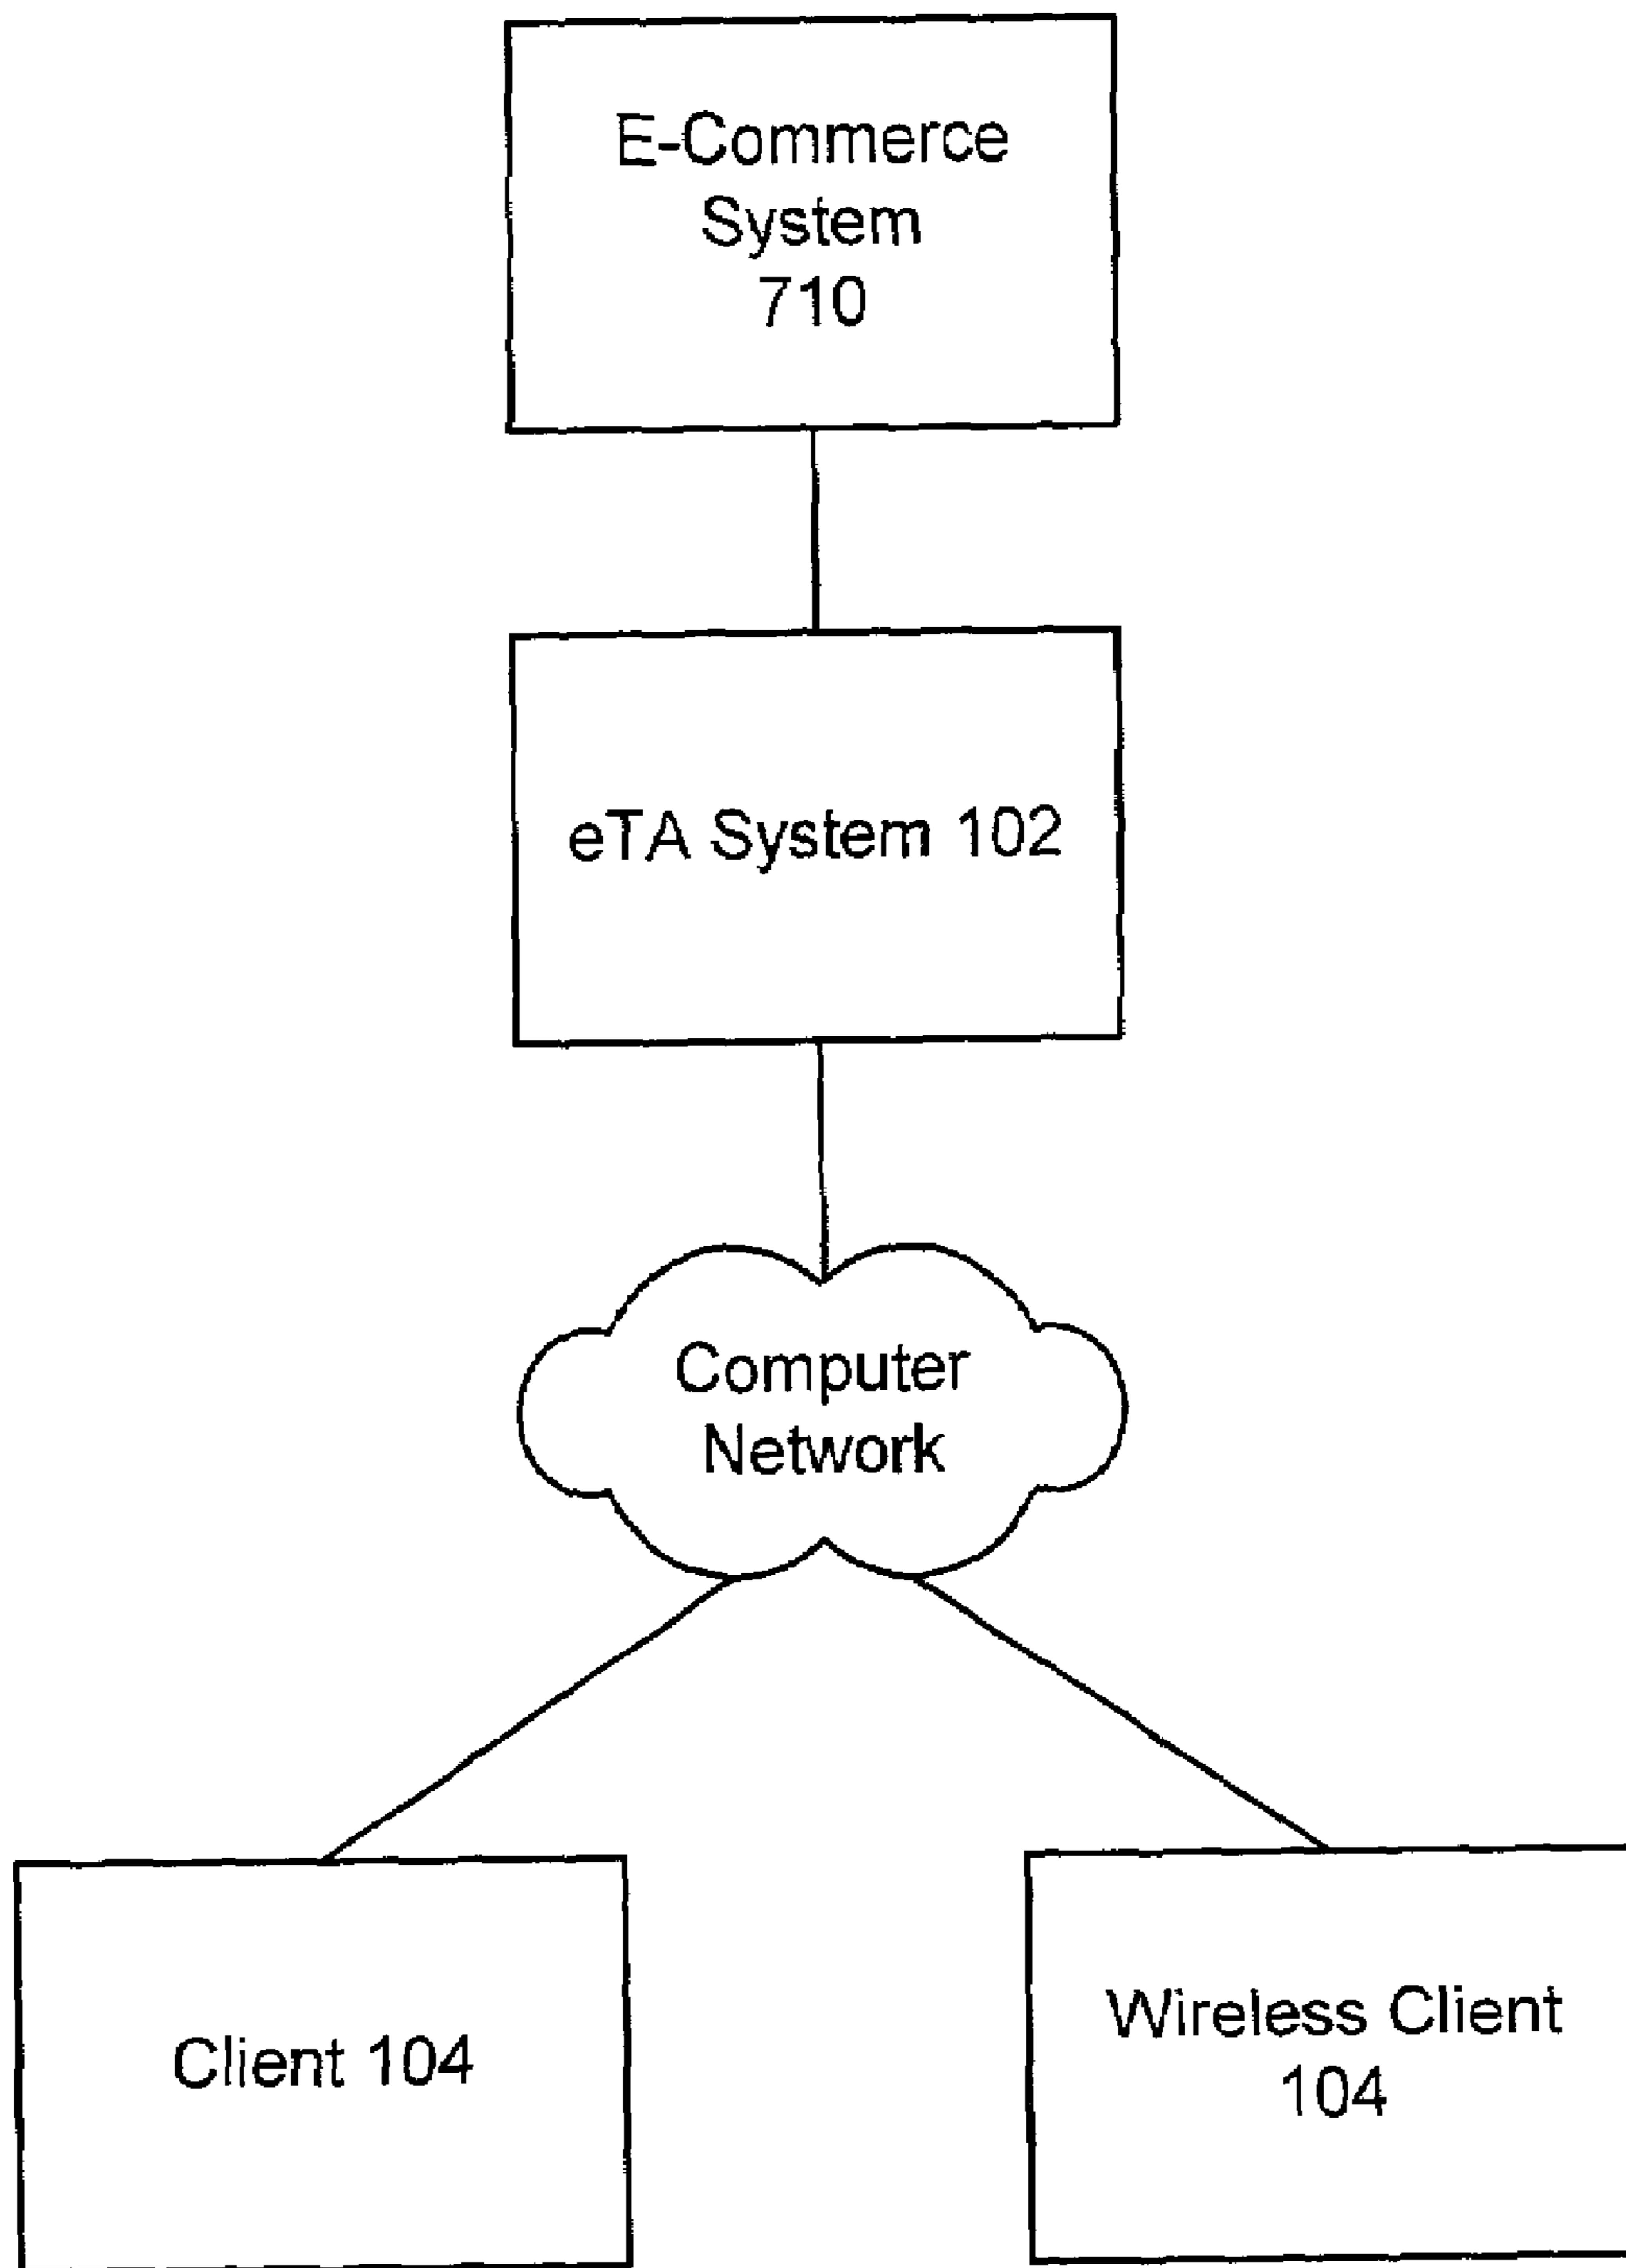 E-Commerce
System
710
eTA System 102
Computer
Network
Client 104
Wireless Client
104